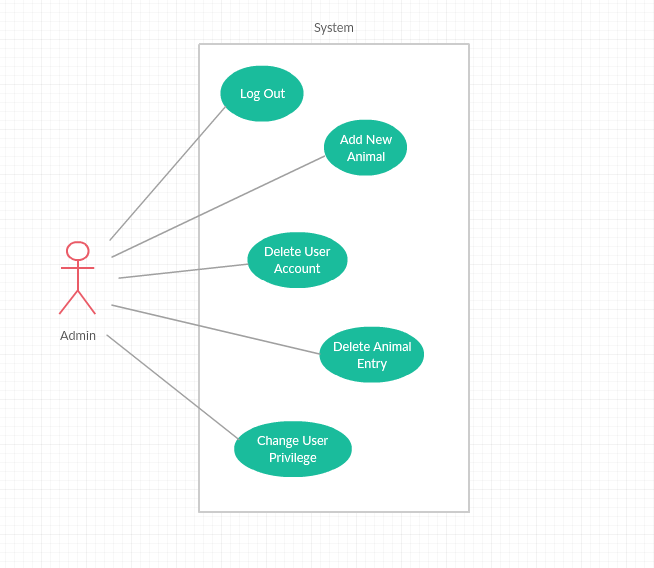 System
Log Out
Add New
Animal
Delete User
Account
Admin
Delete Animal
Entry
Change User
Privilege